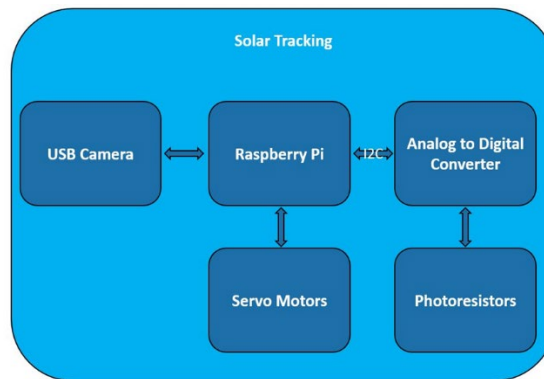 Solar Tracking
USB Camera
Raspberry Pi
I2C
Analog to Digital
Converter
Servo Motors
Photoresistors